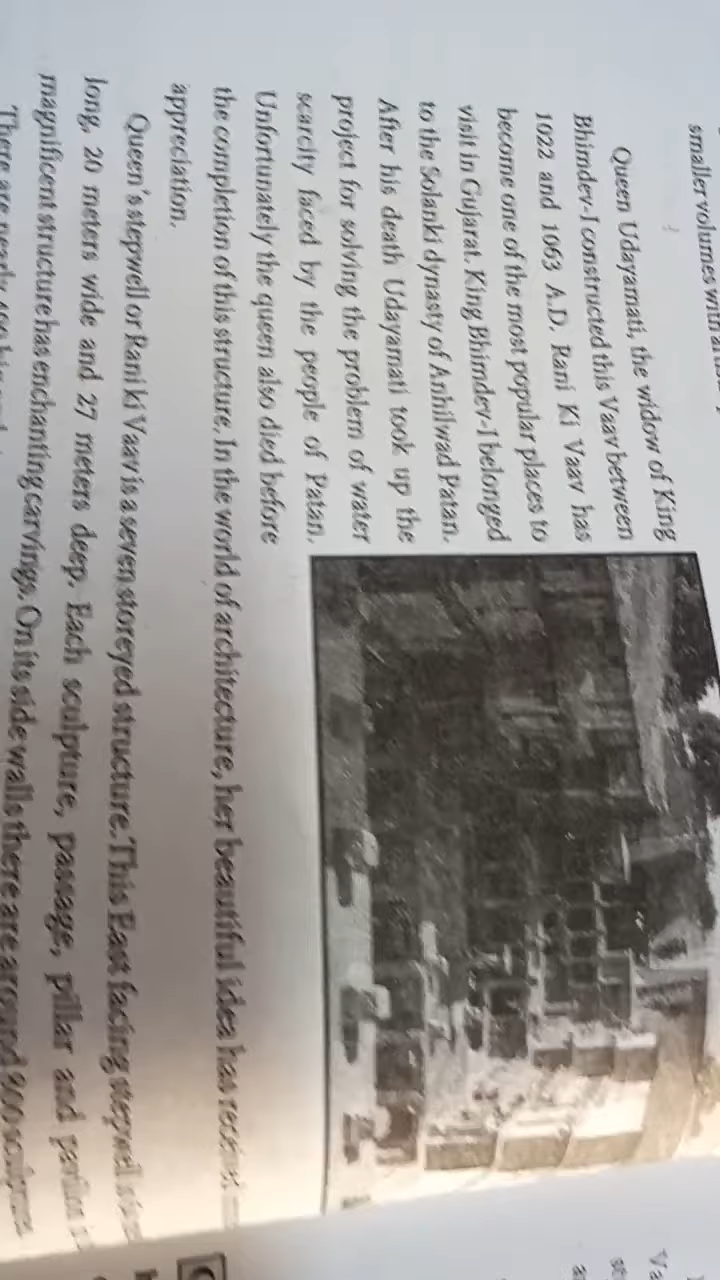 smaller volumes with
Queen Udayamati, the widow of King
Bhimdev-I constructed this Vaav between
1022 and 1063 A.D. Rani Ki Vaav has
become one of the most popular places to
visit in Gujarat. King Bhimdev-I belonged
to the Solanki dynasty of Anhilwad Patan.
After his death Udayamati took up the
project for solving the problem of water
scarcity faced by the people of Patan.
Unfortunately the queen also died before
the completion of this structure. In the world of architecture, her beautiful idea has
appreciation.
Queen's stepwell or Rani ki Vaav is a seven storeyed structure. This East facing stepwell is
long, 20 meters wide and 27 meters deep. Each sculpture, passage, pillar and
magnificent structure has enchanting carvings. On its side walls there are around 900
There are nearly